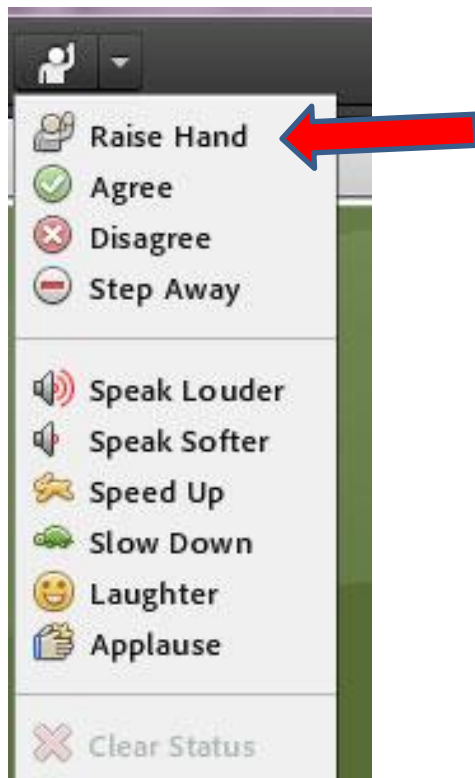 Raise Hand
Agree
Disagree
Step Away
Speak Louder
Speak Softer
Speed Up
Slow Down
Laughter
Applause
Clear Status